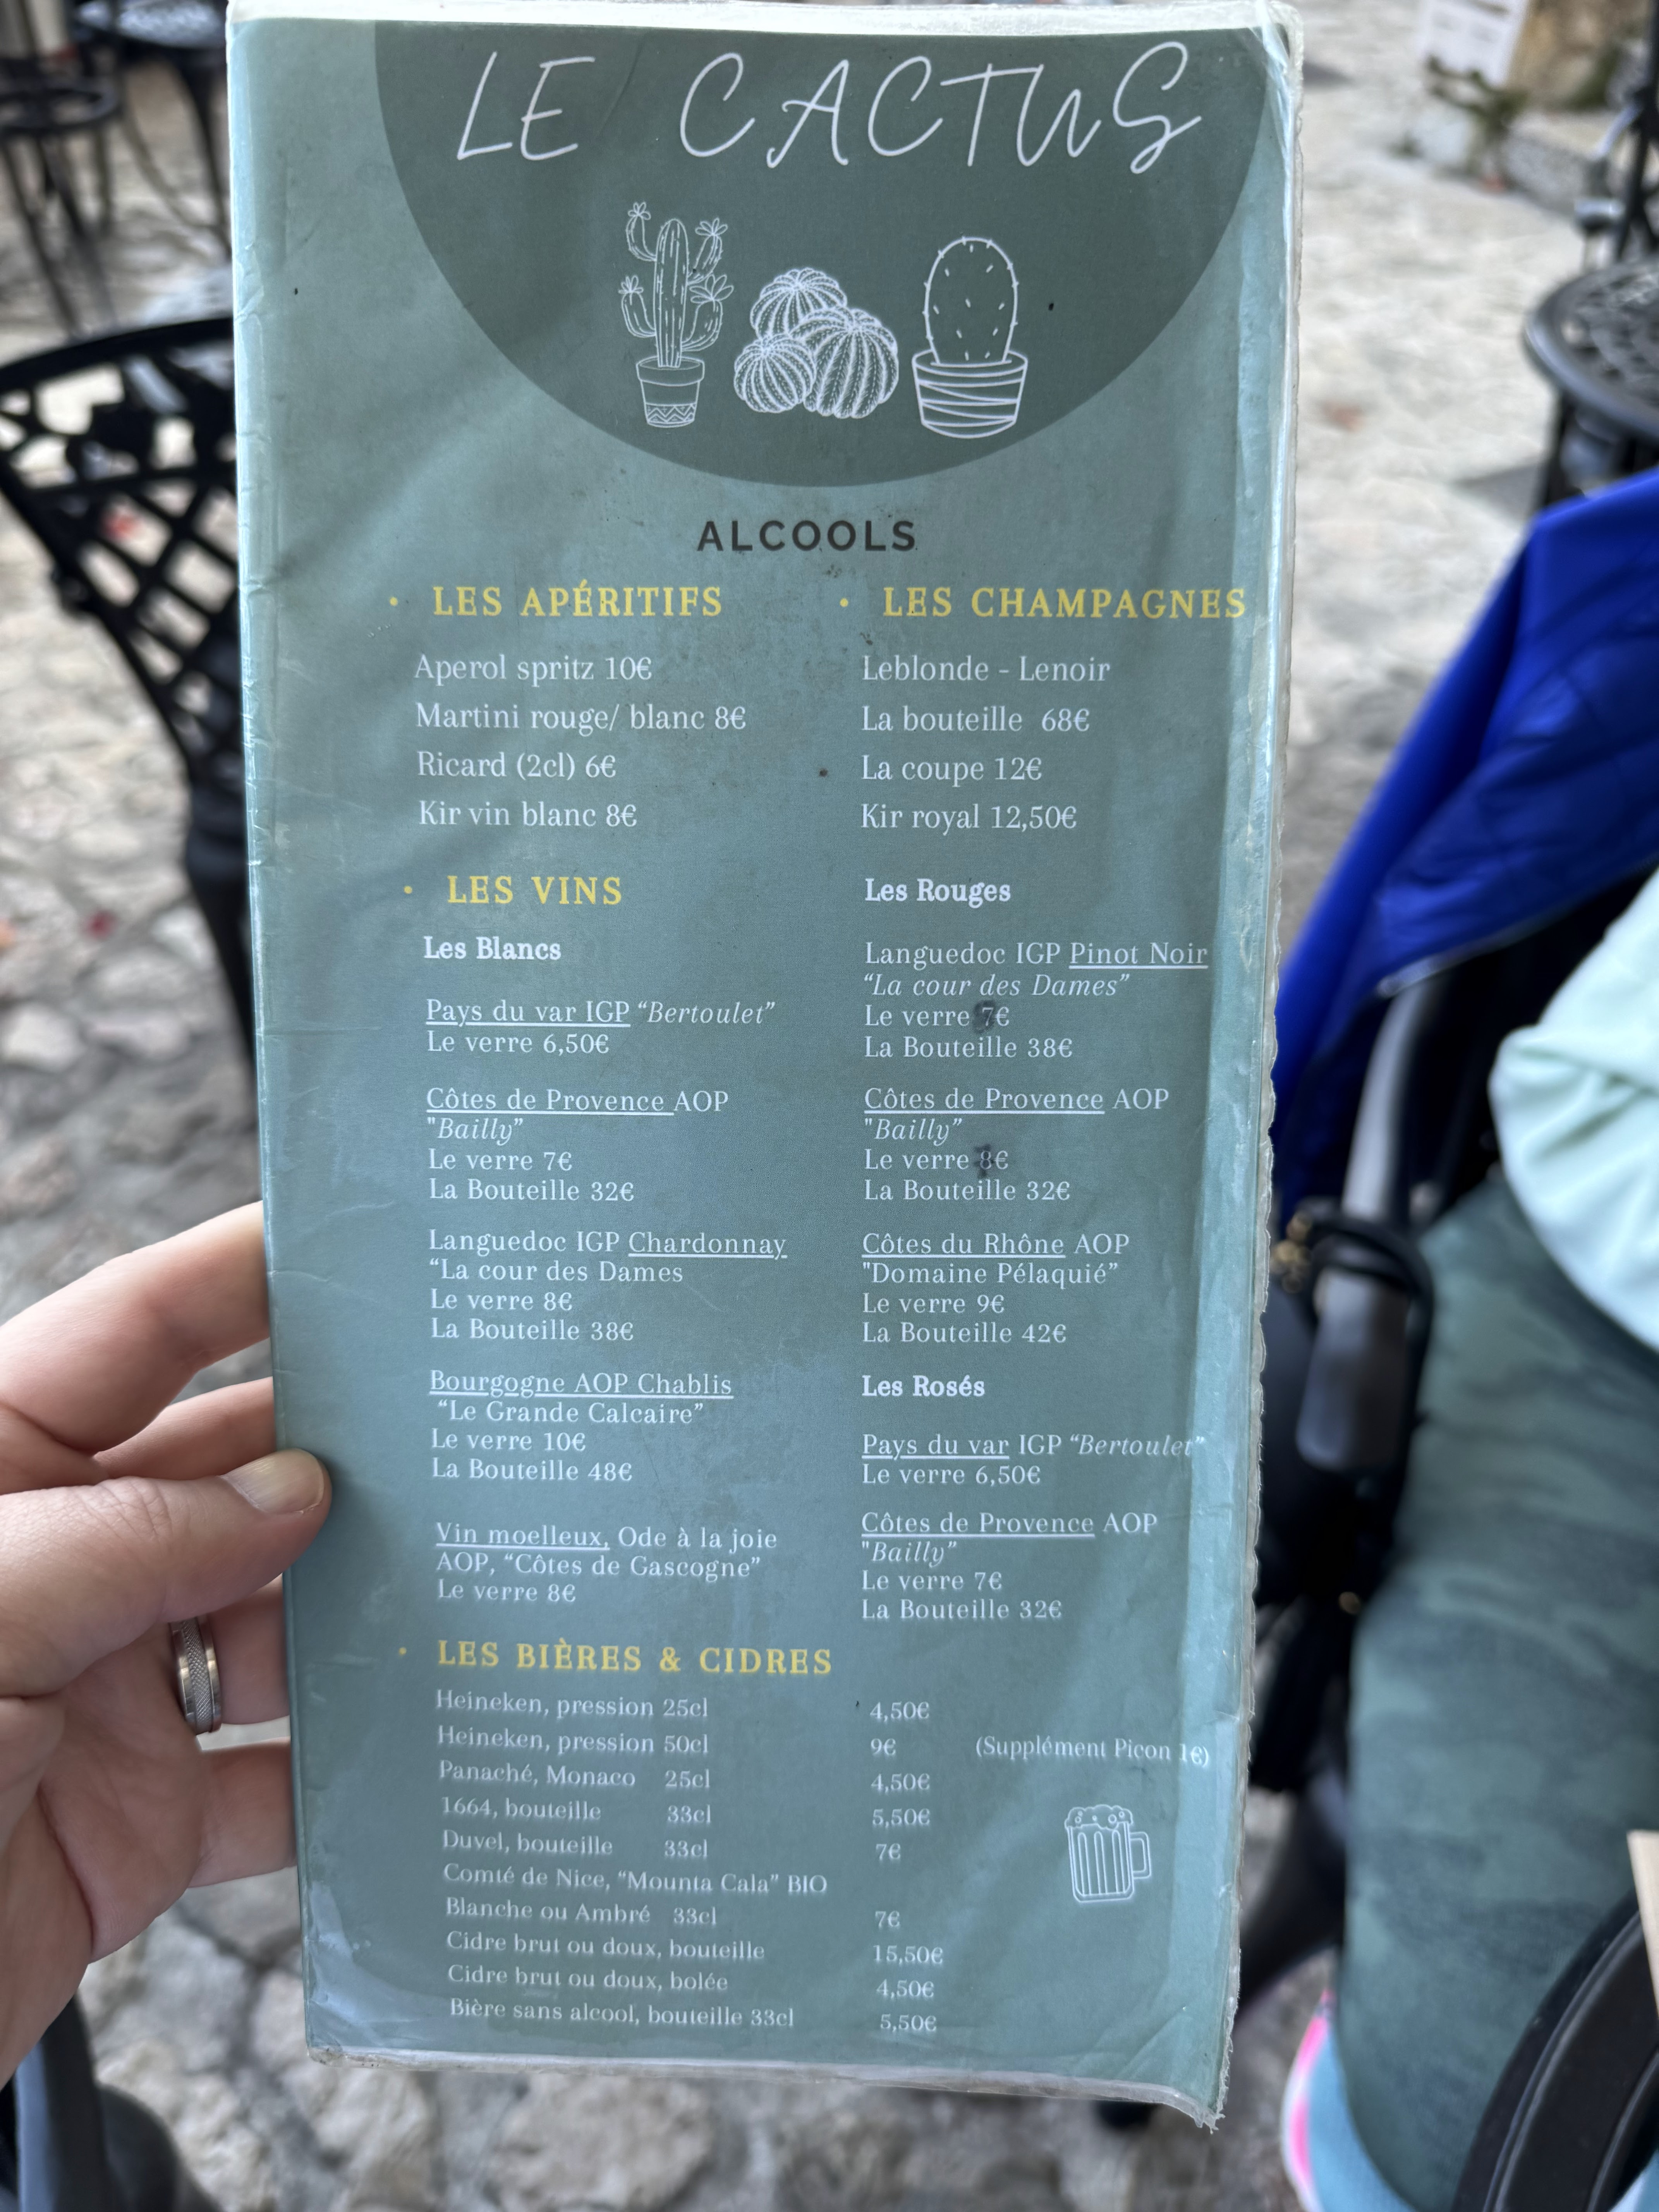 LE CACTUS
ALCOOLS
· LES APÉRITIFS
Aperol spritz 10€
Martini rouge/ blanc 8€
Ricard (2cl) 6€
Kir vin blanc 8€
· LES CHAMPAGNES
Leblonde - Lenoir
La bouteille 68€
La coupe 12€
Kir royal 12,50€
· LES VINS
Les Blancs
Pays du var IGP “Bertoulet”
Le verre 6,50€
Côtes de Provence AOP
"Bailly”
Le verre 7€
La Bouteille 32€
Languedoc IGP Chardonnay
“La cour des Dames
Le verre 8€
La Bouteille 38€
Bourgogne AOP Chablis
“Le Grande Calcaire”
Le verre 10€
La Bouteille 48€
Vin moelleux, Ode à la joie
AOP, “Côtes de Gascogne”
Le verre 8€
Les Rouges
Languedoc IGP Pinot Noir
“La cour des Dames”
Le verre 7€
La Bouteille 38€
Côtes de Provence AOP
"Bailly”
Le verre 8€
La Bouteille 32€
Côtes du Rhône AOP
"Domaine Pélaquié”
Le verre 9€
La Bouteille 42€
Les Rosés
Pays du var IGP “Bertoulet”
Le verre 6,50€
Côtes de Provence AOP
"Bailly”
Le verre 7€
La Bouteille 32€
· LES BIÈRES & CIDRES
Heineken, pression 25cl 4,50€
Heineken, pression 50cl 9€ (Supplément Picon 1€)
Panaché, Monaco 25cl 4,50€
1664, bouteille 33cl 5,50€
Duvel, bouteille 33cl 7€
Comté de Nice, “Mounta Cala” BIO
Blanche ou Ambré 33cl 7€
Cidre brut ou doux, bouteille 15,50€
Cidre brut ou doux, bolée 4,50€
Bière sans alcool, bouteille 33cl 5,50€